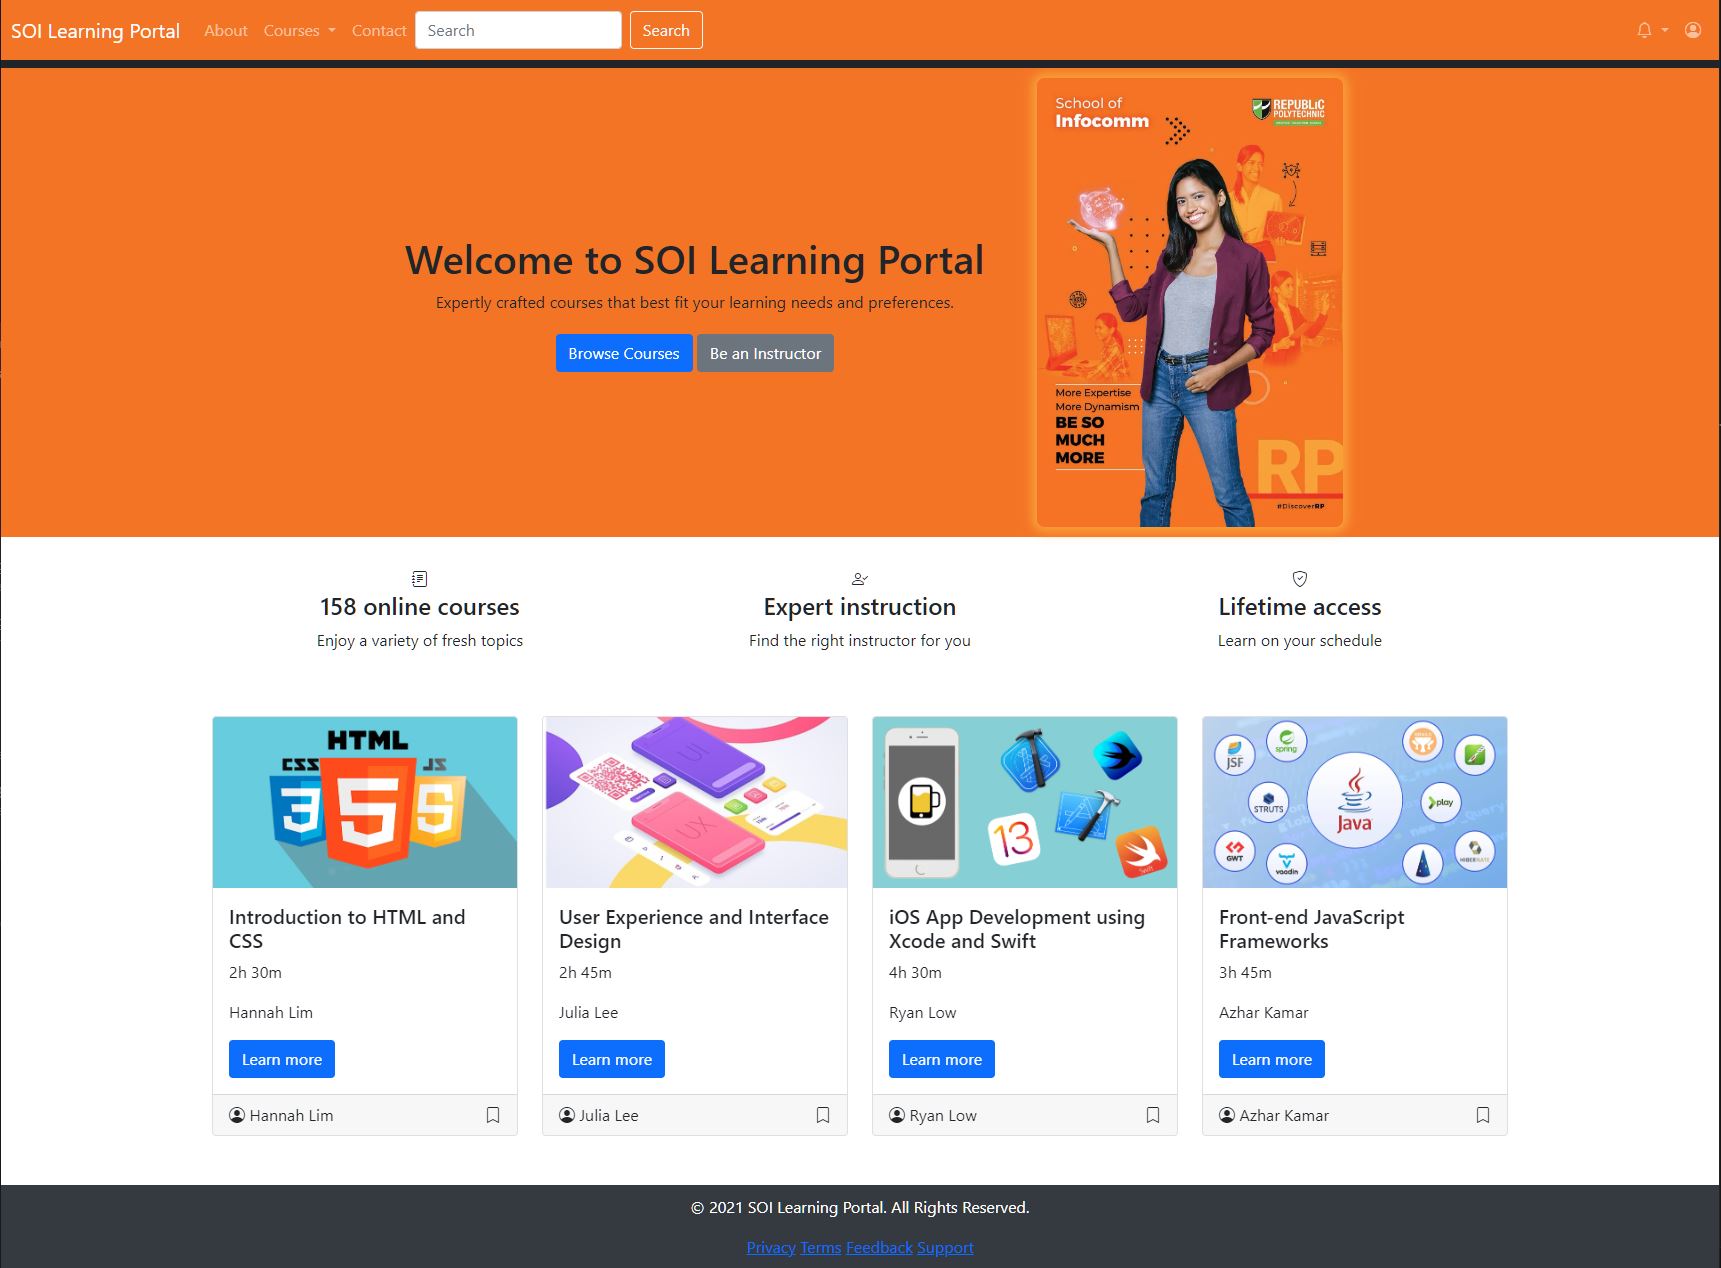 SOI Learning Portal About Courses Contact Search Search
School of
Infocomm
REPUBLIC
POLYTECHNIC
Welcome to SOI Learning Portal
Expertly crafted courses that best fit your learning needs and preferences.
Browse Courses Be an Instructor
More Expertise
More Dynamism
BE SO
MUCH
MORE
RP
#DiscoverRP
158 online courses
Enjoy a variety of fresh topics
Expert instruction
Find the right instructor for you
Lifetime access
Learn on your schedule
HTML
CSS JS
3 5 5
Introduction to HTML and
CSS
2h 30m
Hannah Lim
Learn more
Hannah Lim
UI
UX
User Experience and Interface
Design
2h 45m
Julia Lee
Learn more
Julia Lee
13
Swift
iOS App Development using
Xcode and Swift
4h 30m
Ryan Low
Learn more
Ryan Low
JSF
spring
STRUTS
Java
play
GWT
vaadin
HIBERNATE
Front-end JavaScript
Frameworks
3h 45m
Azhar Kamar
Learn more
Azhar Kamar
© 2021 SOI Learning Portal. All Rights Reserved.
Privacy Terms Feedback Support